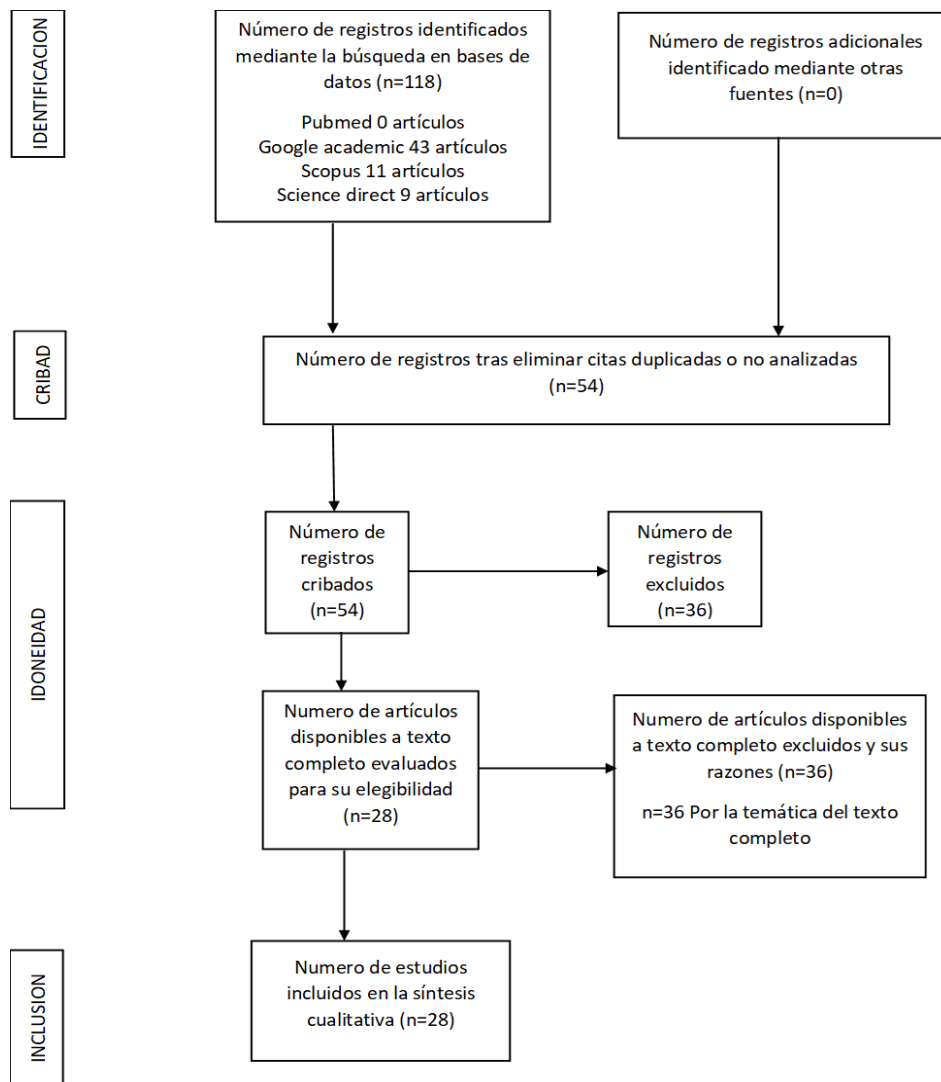 IDENTIFICACION
Número de registros identificados
mediante la búsqueda en bases de
datos (n=118)
Pubmed 0 artículos
Google academic 43 artículos
Scopus 11 artículos
Science direct 9 artículos
Número de registros adicionales
identificado mediante otras
fuentes (n=0)
CRIBAD
Número de registros tras eliminar citas duplicadas o no analizadas
(n=54)
IDONEIDAD
Número de
registros
cribados
(n=54)
Número de
registros
excluidos
(n=36)
Numero de artículos
disponibles a texto
completo evaluados
para su elegibilidad
(n=28)
Numero de artículos disponibles
a texto completo excluidos y sus
razones (n=36)
n=36 Por la temática del texto
completo
INCLUSION
Numero de estudios
incluidos en la síntesis
cualitativa (n=28)